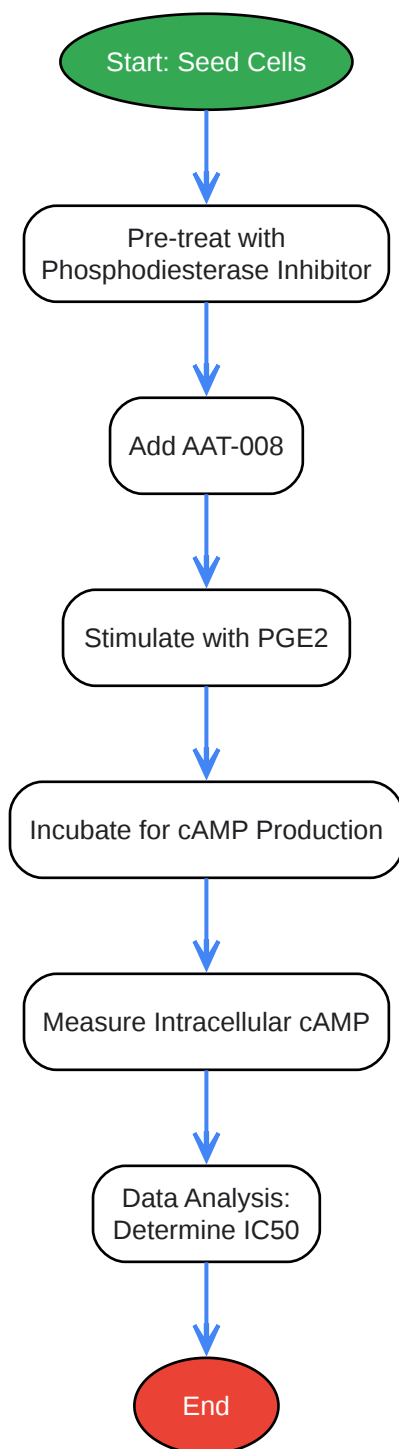 Start: Seed Cells
Pre-treat with
Phosphodiesterase Inhibitor
Add AAT-008
Stimulate with PGE2
Incubate for cAMP Production
Measure Intracellular cAMP
Data Analysis:
Determine IC50
End